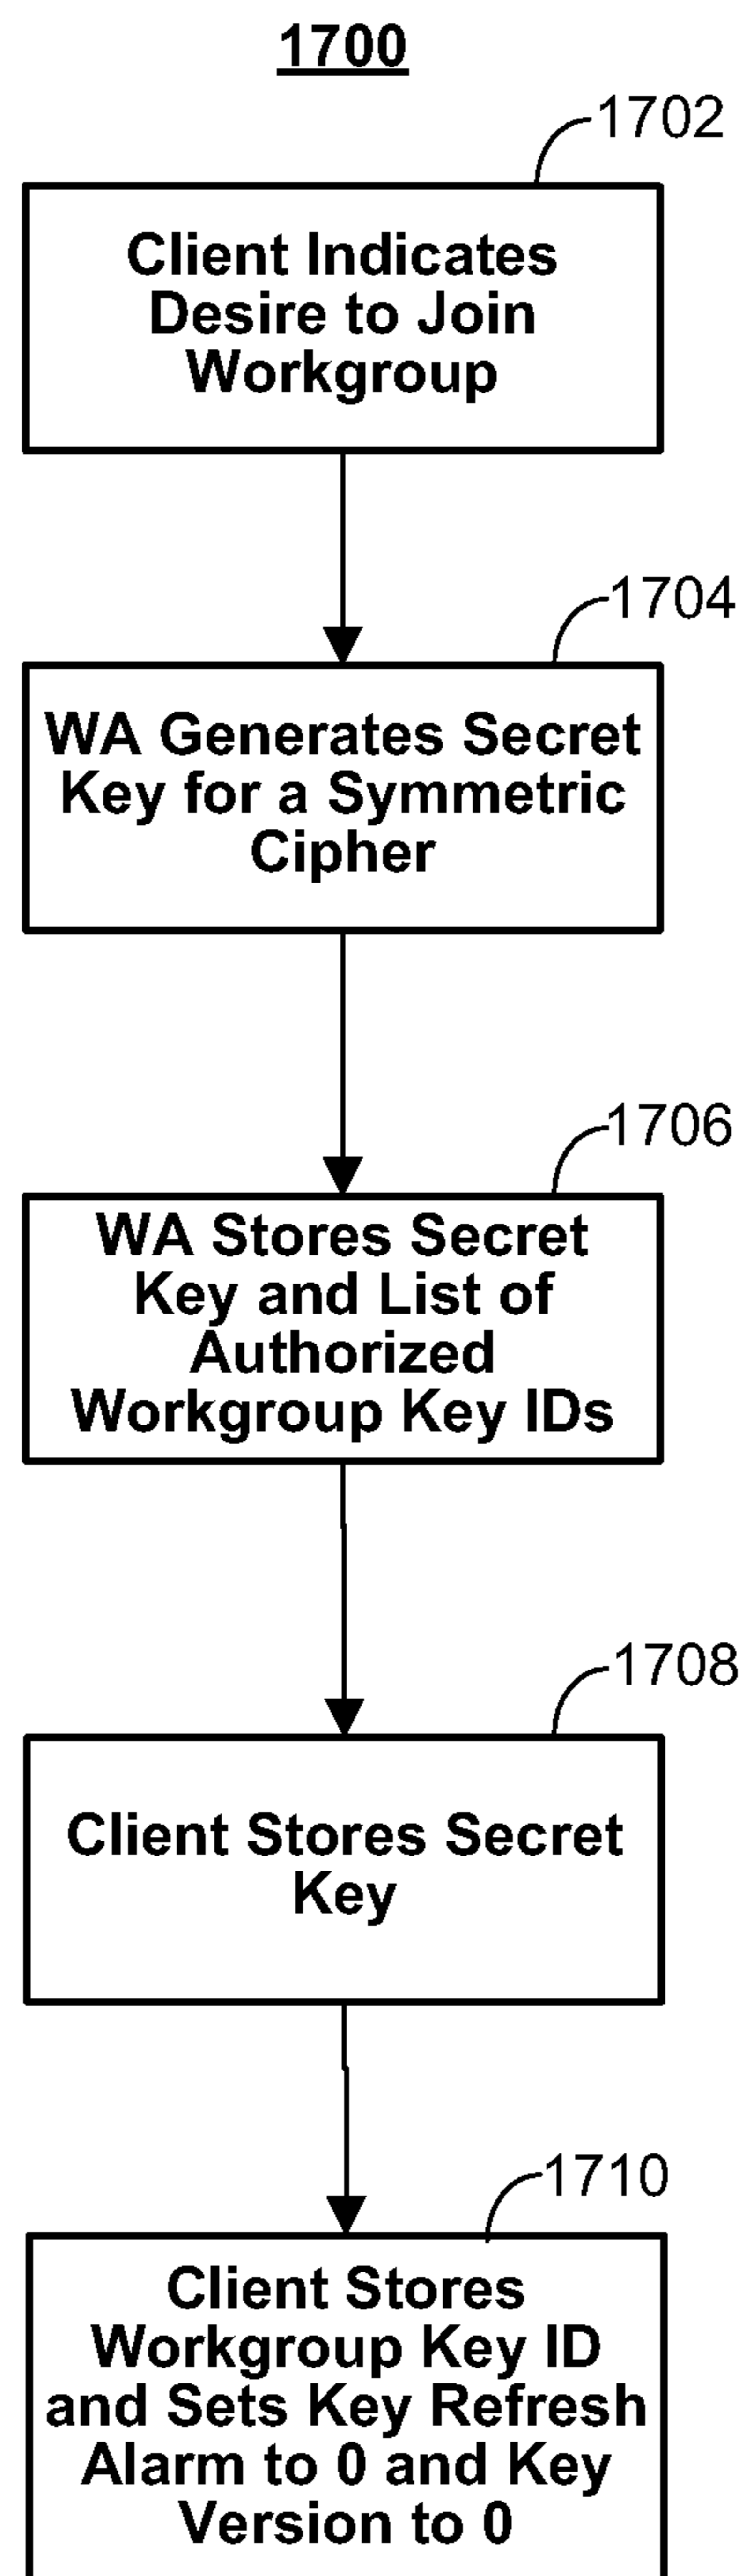 1700
1702
Client Indicates
Desire to Join
Workgroup
1704
WA Generates Secret
Key for a Symmetric
Cipher
1706
WA Stores Secret
Key and List of
Authorized
Workgroup Key IDs
1708
Client Stores Secret
Key
1710
Client Stores
Workgroup Key ID
and Sets Key Refresh
Alarm to 0 and Key
Version to 0